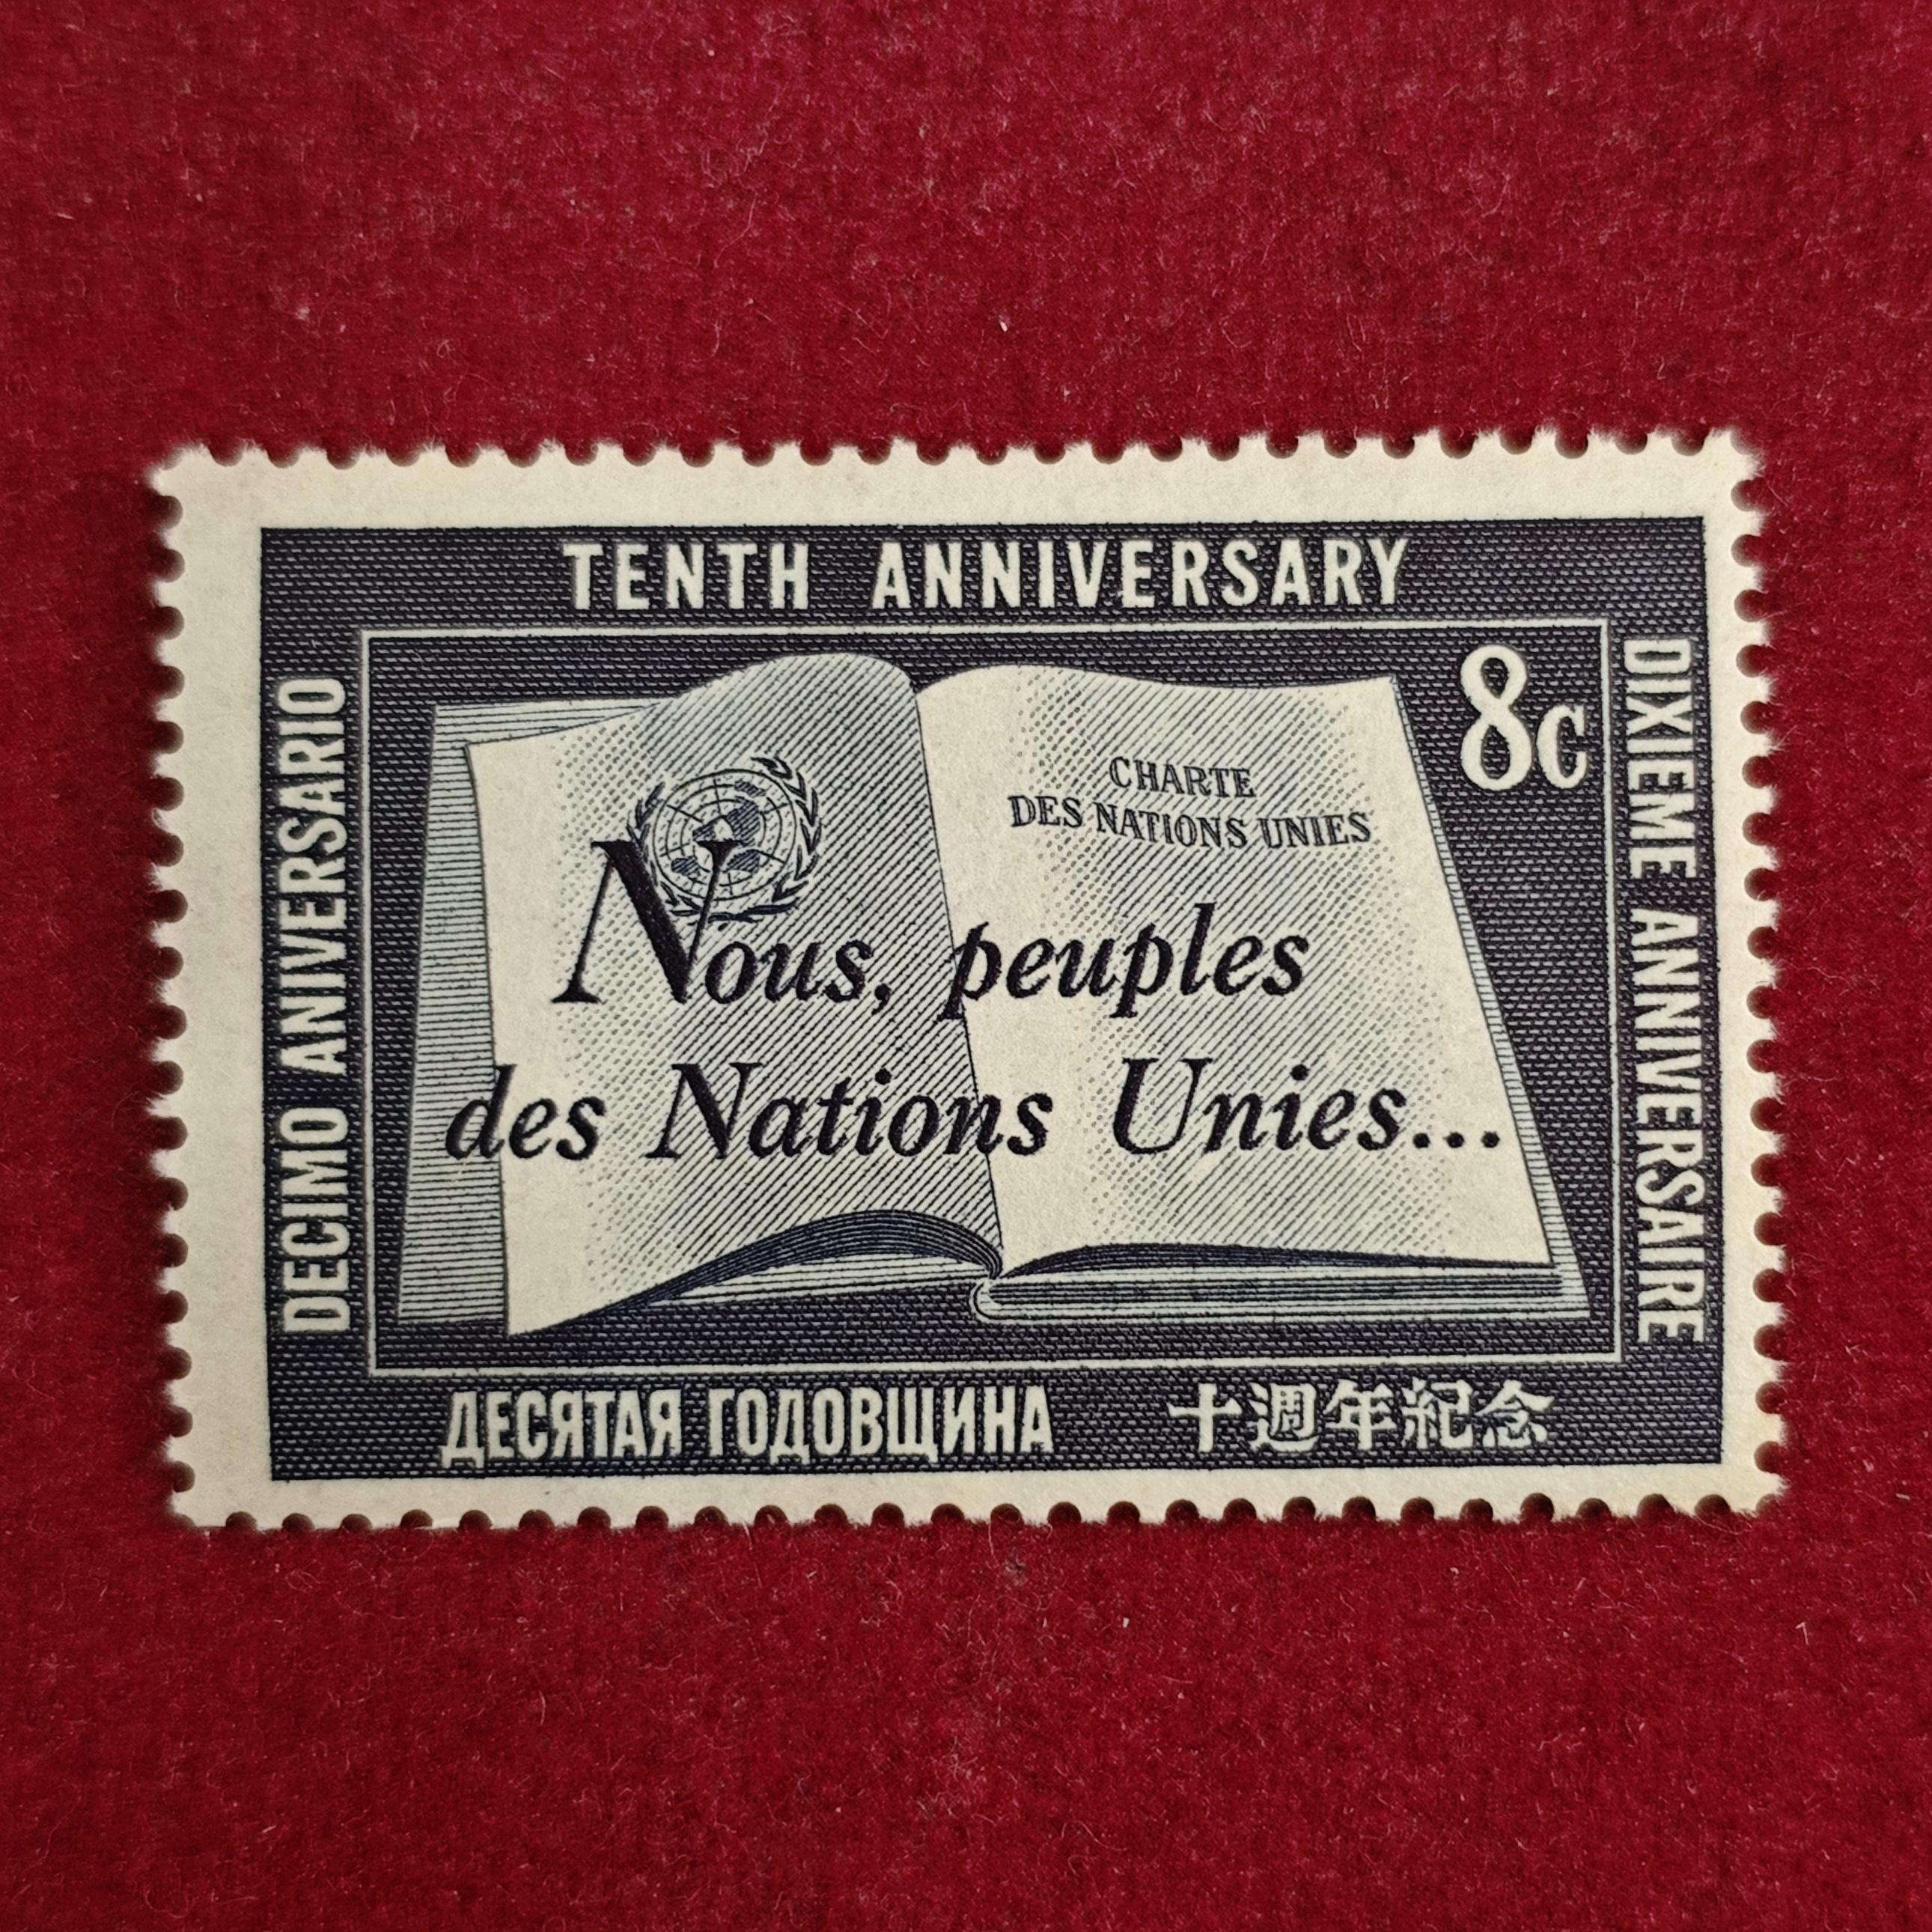 TENTH ANNIVERSARY
8c
DECIMO ANIVERSARIO
CHARTE
DES NATIONS UNIES
Nous, peuples
des Nations Unies...
DIXIEME ANNIVERSAIRE
ДЕСЯТАЯ ГОДОВЩИНА 十週年紀念